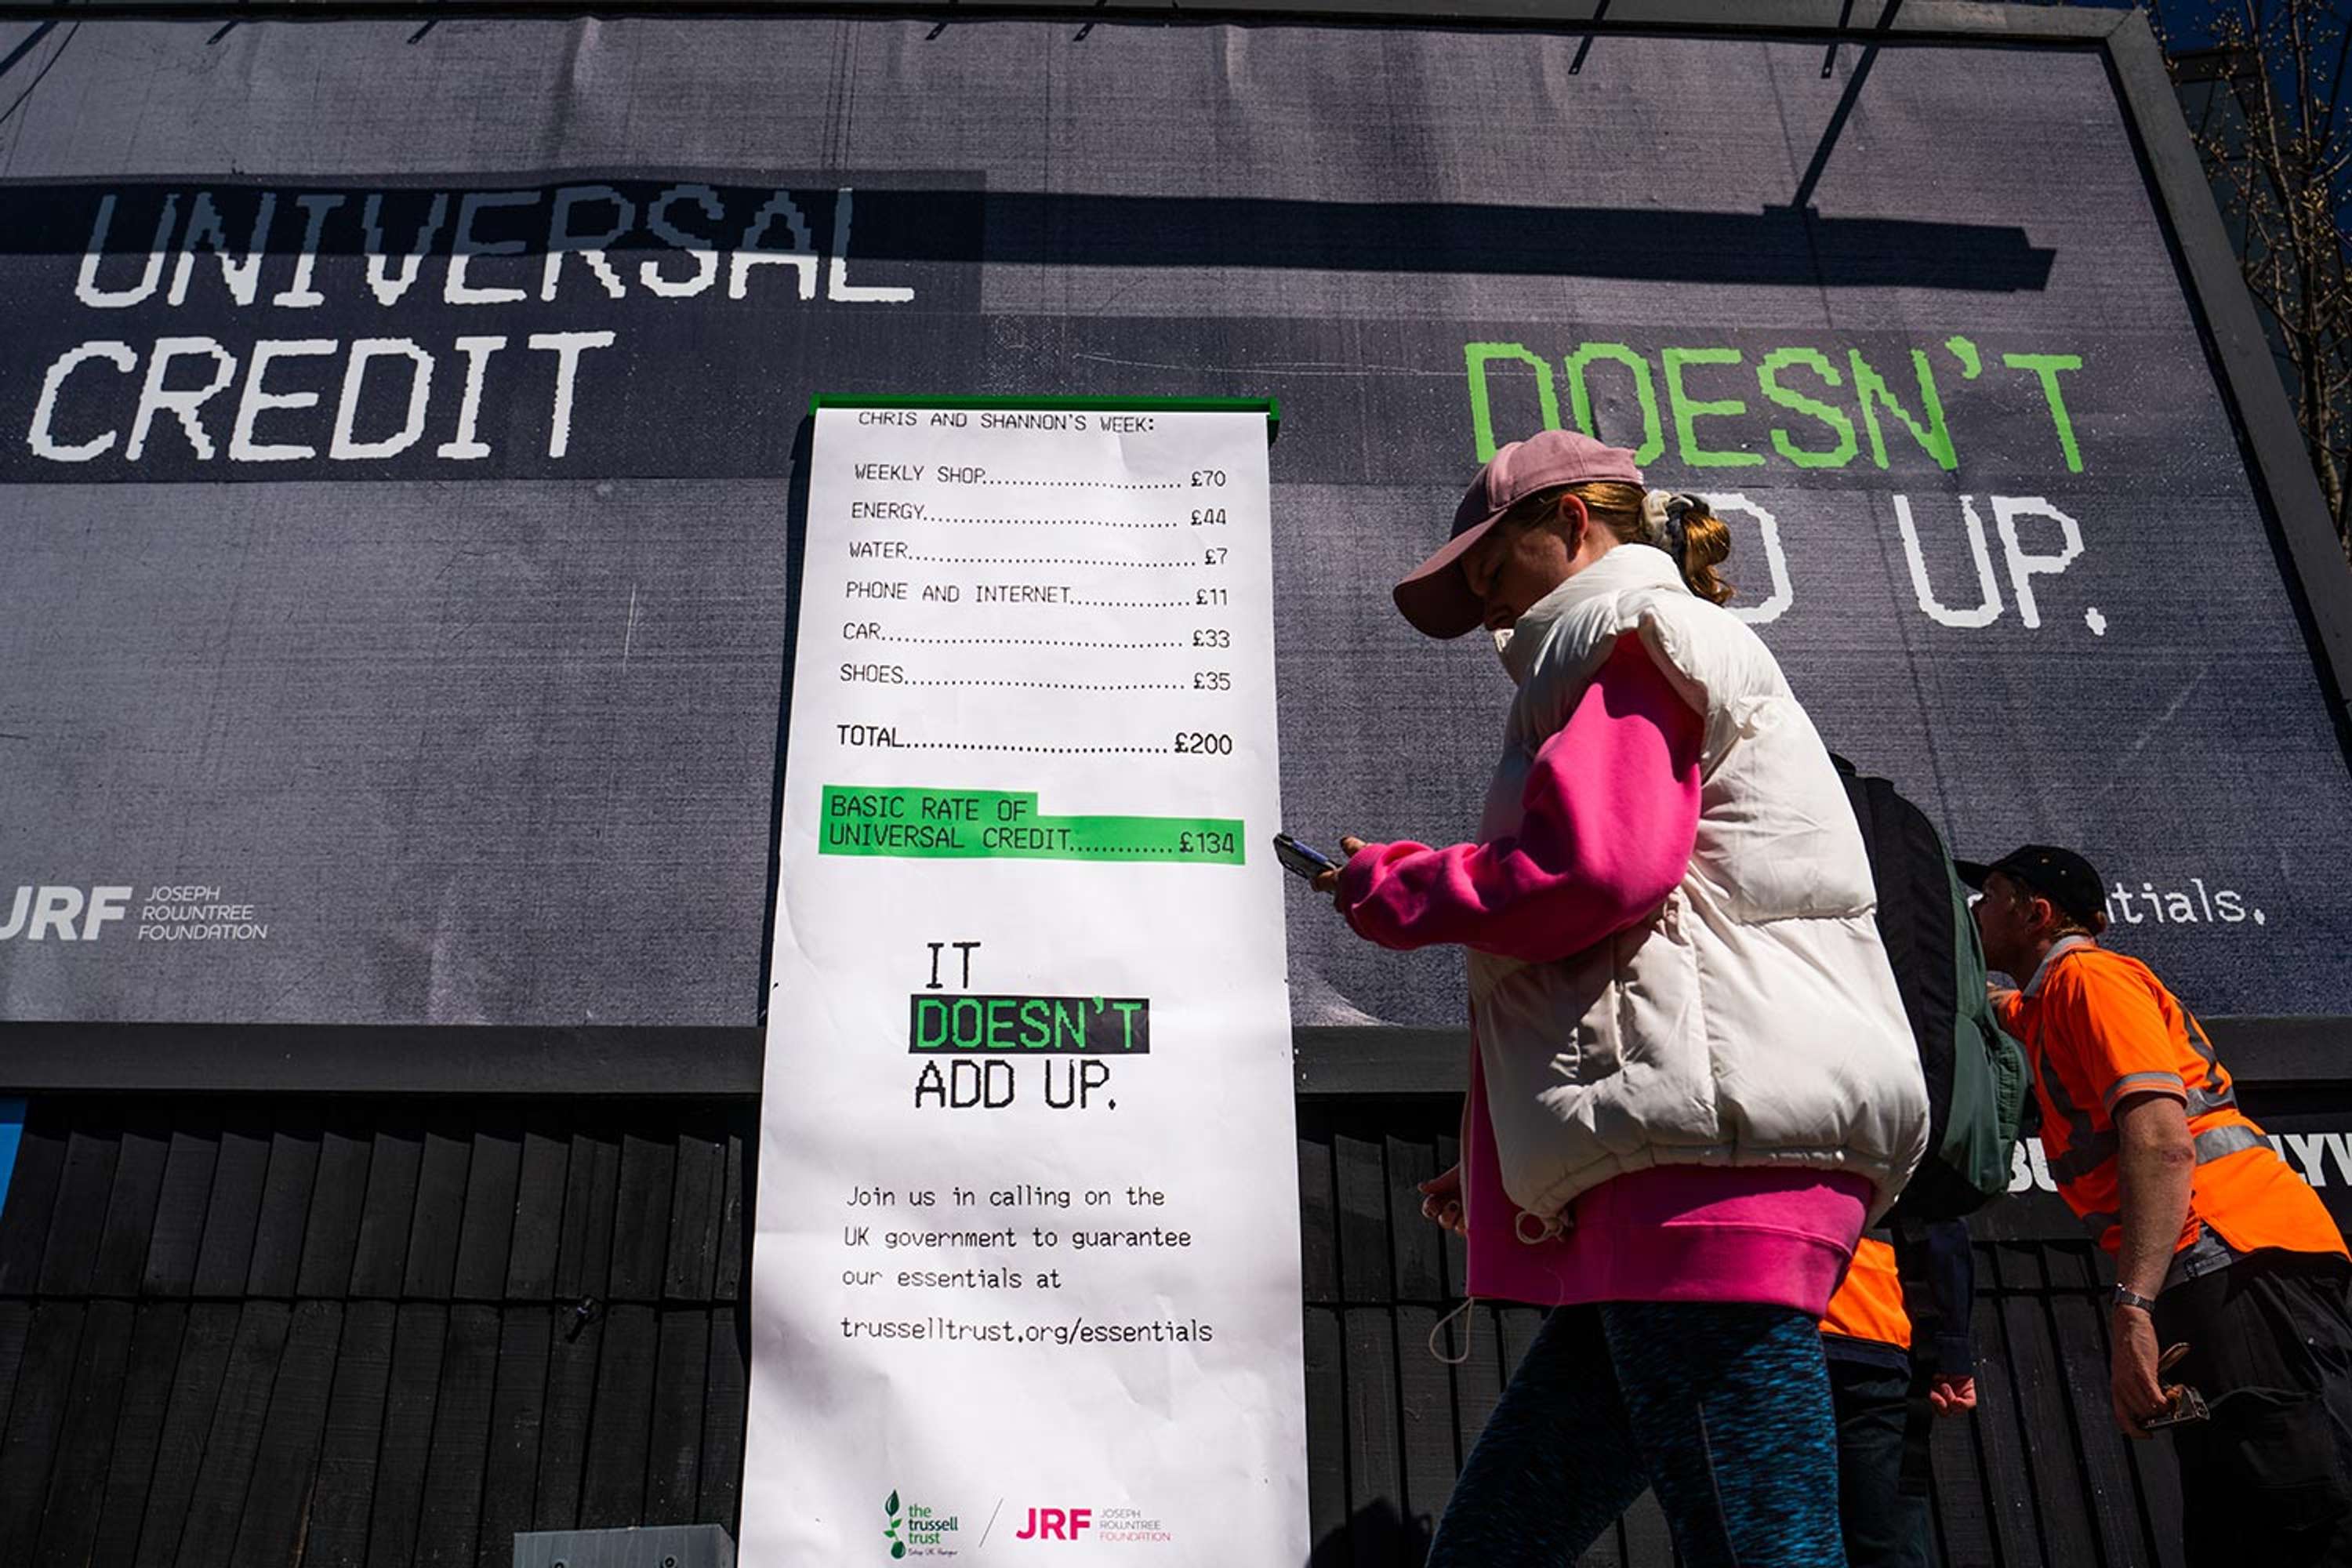 UNIVERSAL
CREDIT
DOESN'T
UP.
JRF JOSEPH
ROWNTREE
FOUNDATION
CHRIS AND SHANNON'S WEEK:
WEEKLY SHOP........................... £70
ENERGY.................................. £44
WATER..................................... £7
PHONE AND INTERNET............... £11
CAR....................................... £33
SHOES.................................... £35
TOTAL................................. £200
BASIC RATE OF
UNIVERSAL CREDIT............. £134
IT
DOESN'T
ADD UP.
Join us in calling on the
UK government to guarantee
our essentials at
trusselltrust.org/essentials
the
trussell
trust
Stop UK Hunger
JRF JOSEPH
ROWNTREE
FOUNDATION